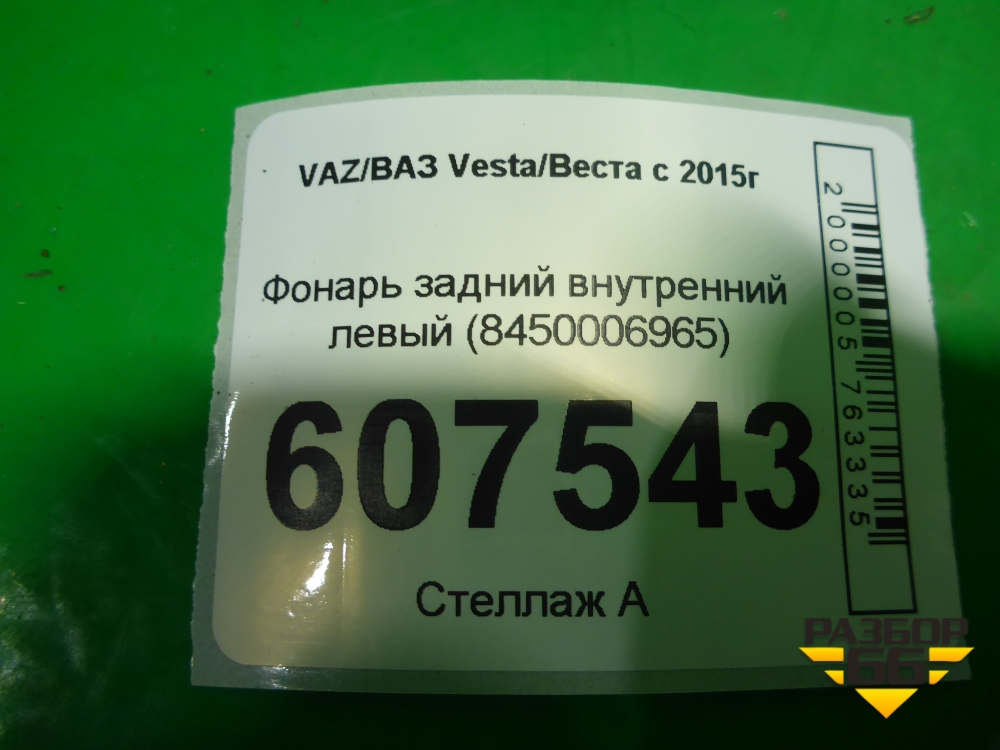 VAZ/ВАЗ Vesta/Веста с 2015г
Фонарь задний внутренний
левый (8450006965)
607543
Стеллаж А
2000005763335
РАЗБОР
66